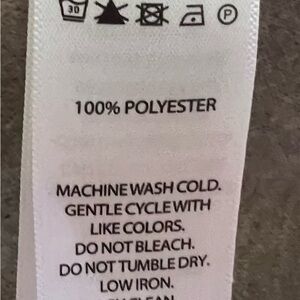 30
P
100% POLYESTER
MACHINE WASH COLD.
GENTLE CYCLE WITH
LIKE COLORS.
DO NOT BLEACH.
DO NOT TUMBLE DRY.
LOW IRON.